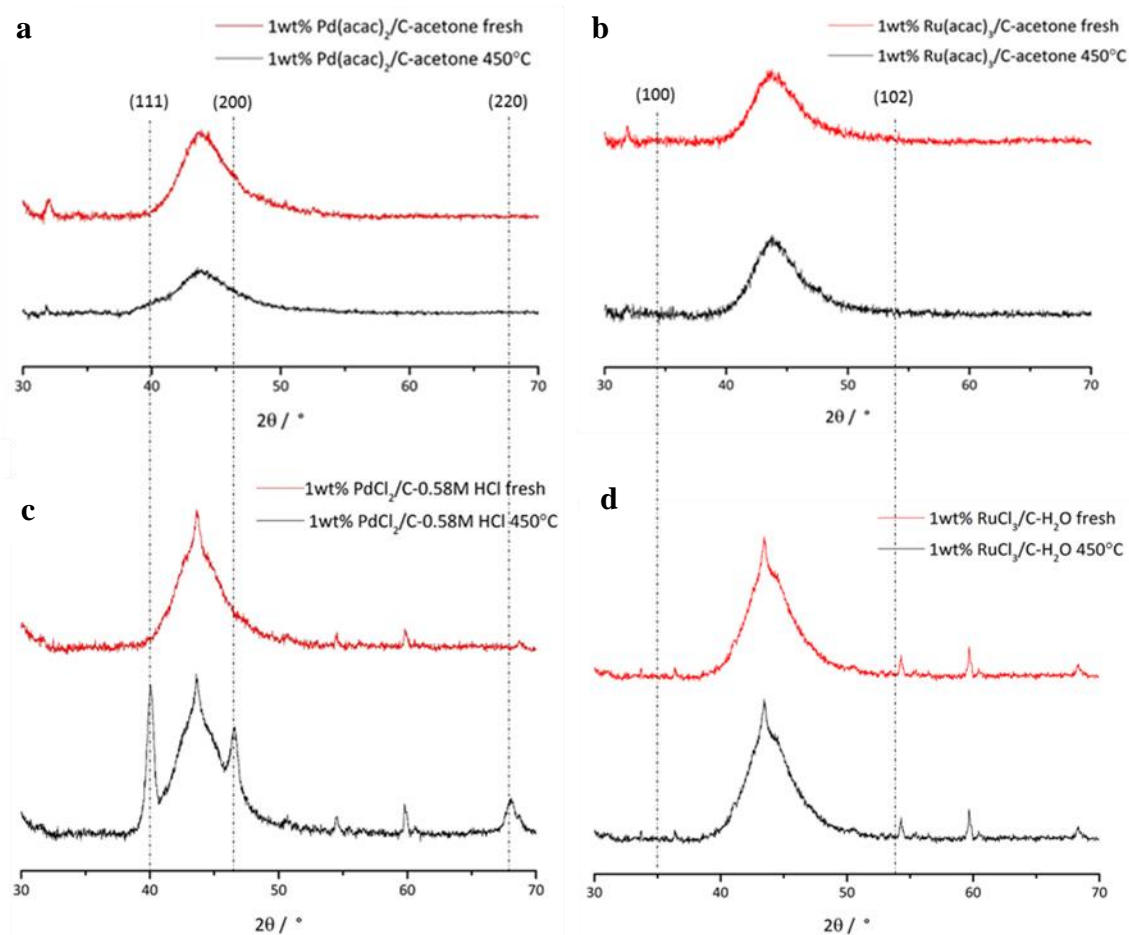 a
1wt% Pd(acac)₂/C-acetone fresh
1wt% Pd(acac)₂/C-acetone 450°C
(111)
(200)
(220)
30 40 50 60 70
2θ / °
b
1wt% Ru(acac)₃/C-acetone fresh
1wt% Ru(acac)₃/C-acetone 450°C
(100)
(102)
30 40 50 60 70
2θ / °
c
1wt% PdCl₂/C-0.58M HCl fresh
1wt% PdCl₂/C-0.58M HCl 450°C
30 40 50 60 70
2θ / °
d
1wt% RuCl₃/C-H₂O fresh
1wt% RuCl₃/C-H₂O 450°C
30 40 50 60 70
2θ / °